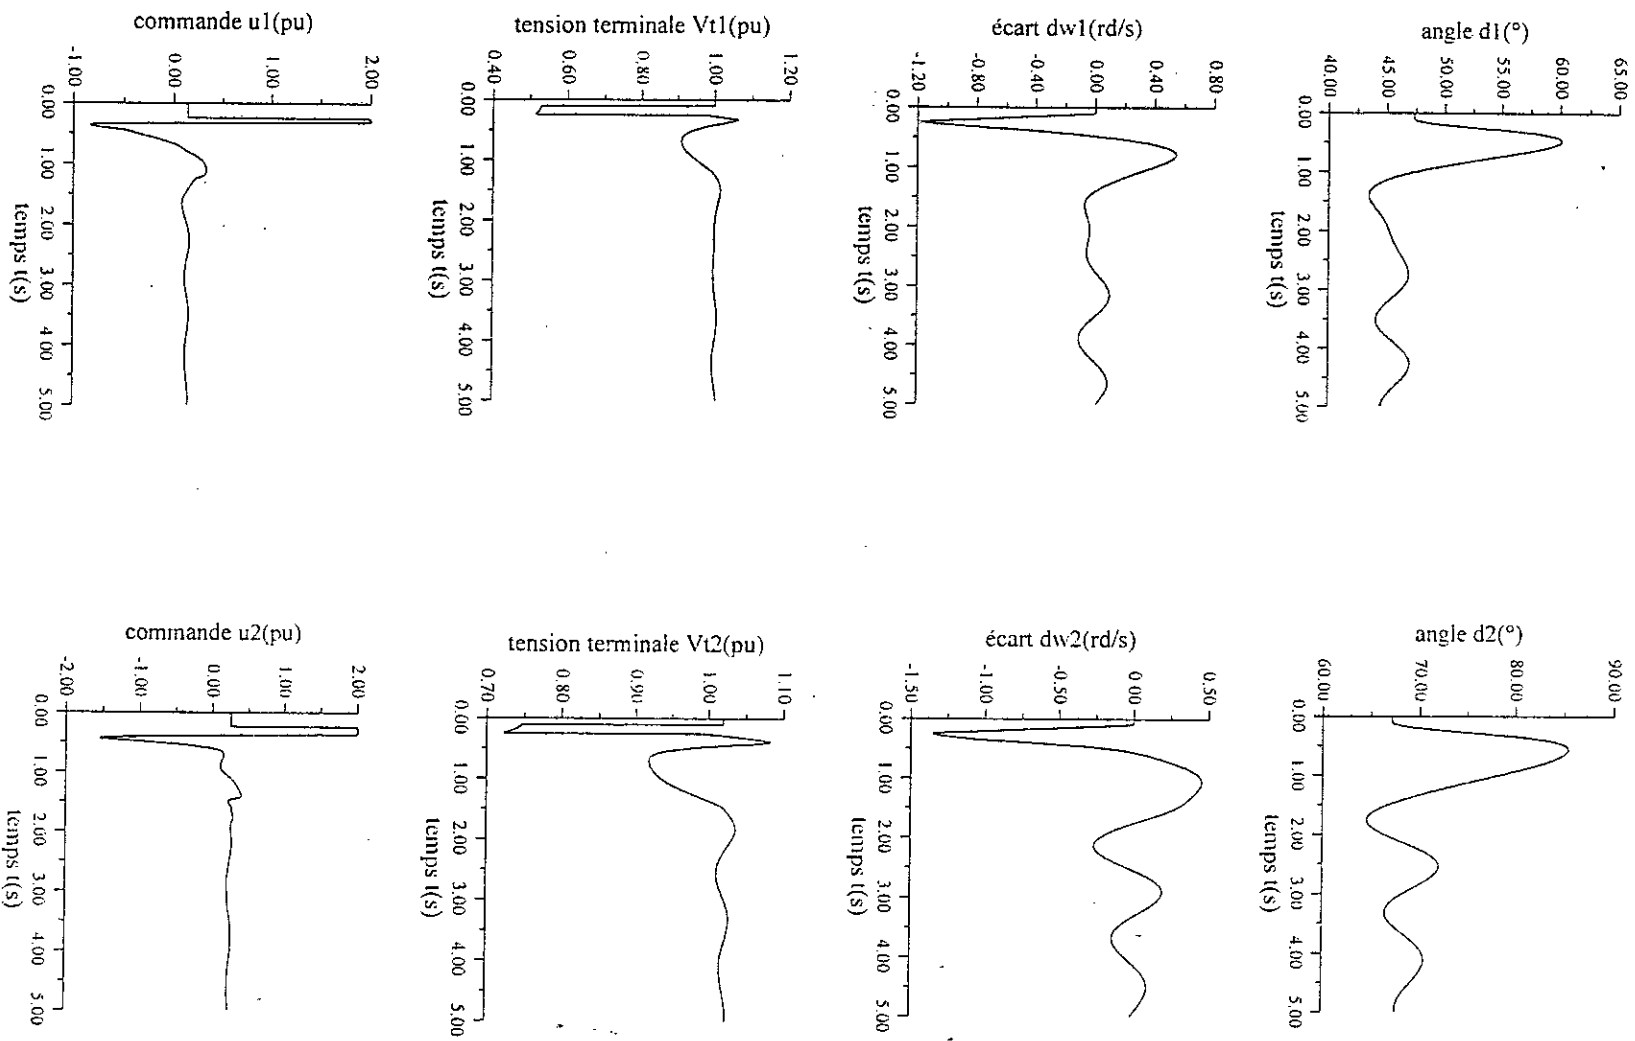 commande u1(pu)
-1.00 0.00 1.00 2.00
0.00 1.00 2.00 3.00 4.00 5.00
temps t(s)
tension terminale Vt1(pu)
0.40 0.60 0.80 1.00 1.20
0.00 1.00 2.00 3.00 4.00 5.00
temps t(s)
écart dw1(rd/s)
-1.20 -0.80 -0.40 0.00 0.40 0.80
0.00 1.00 2.00 3.00 4.00 5.00
temps t(s)
angle d1(°)
40.00 45.00 50.00 55.00 60.00 65.00
0.00 1.00 2.00 3.00 4.00 5.00
temps t(s)
commande u2(pu)
-2.00 -1.00 0.00 1.00 2.00
0.00 1.00 2.00 3.00 4.00 5.00
temps t(s)
tension terminale Vt2(pu)
0.70 0.80 0.90 1.00 1.10
0.00 1.00 2.00 3.00 4.00 5.00
temps t(s)
écart dw2(rd/s)
-1.50 -1.00 -0.50 0.00 0.50
0.00 1.00 2.00 3.00 4.00 5.00
temps t(s)
angle d2(°)
60.00 70.00 80.00 90.00
0.00 1.00 2.00 3.00 4.00 5.00
temps t(s)